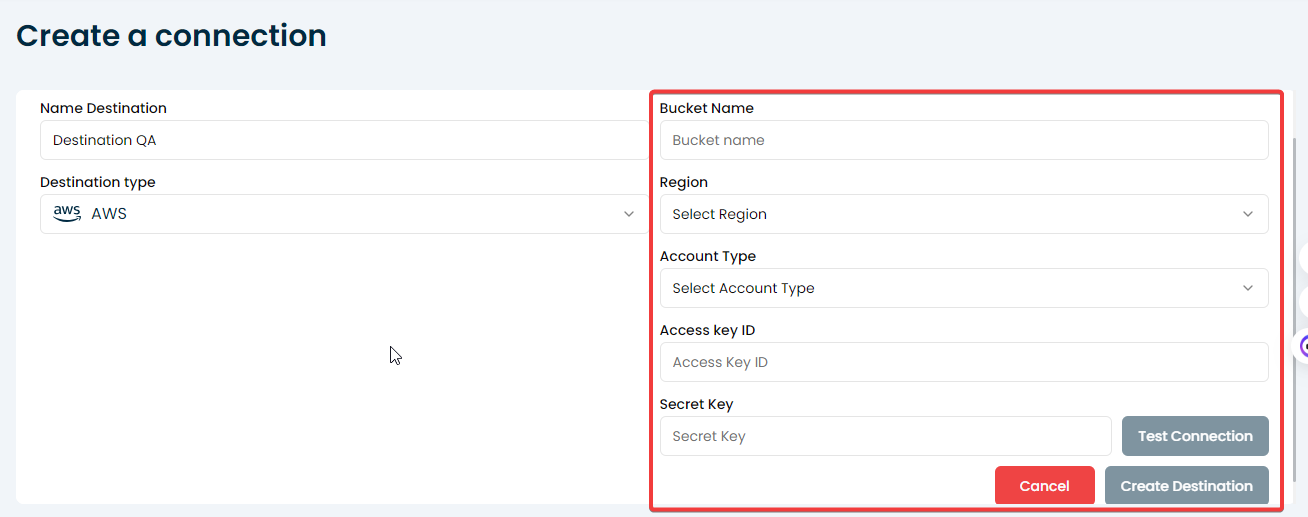 Create a connection
Name Destination
Destination QA
Destination type
aws AWS
Bucket Name
Bucket name
Region
Select Region
Account Type
Select Account Type
Access key ID
Access Key ID
Secret Key
Secret Key
Test Connection
Cancel
Create Destination